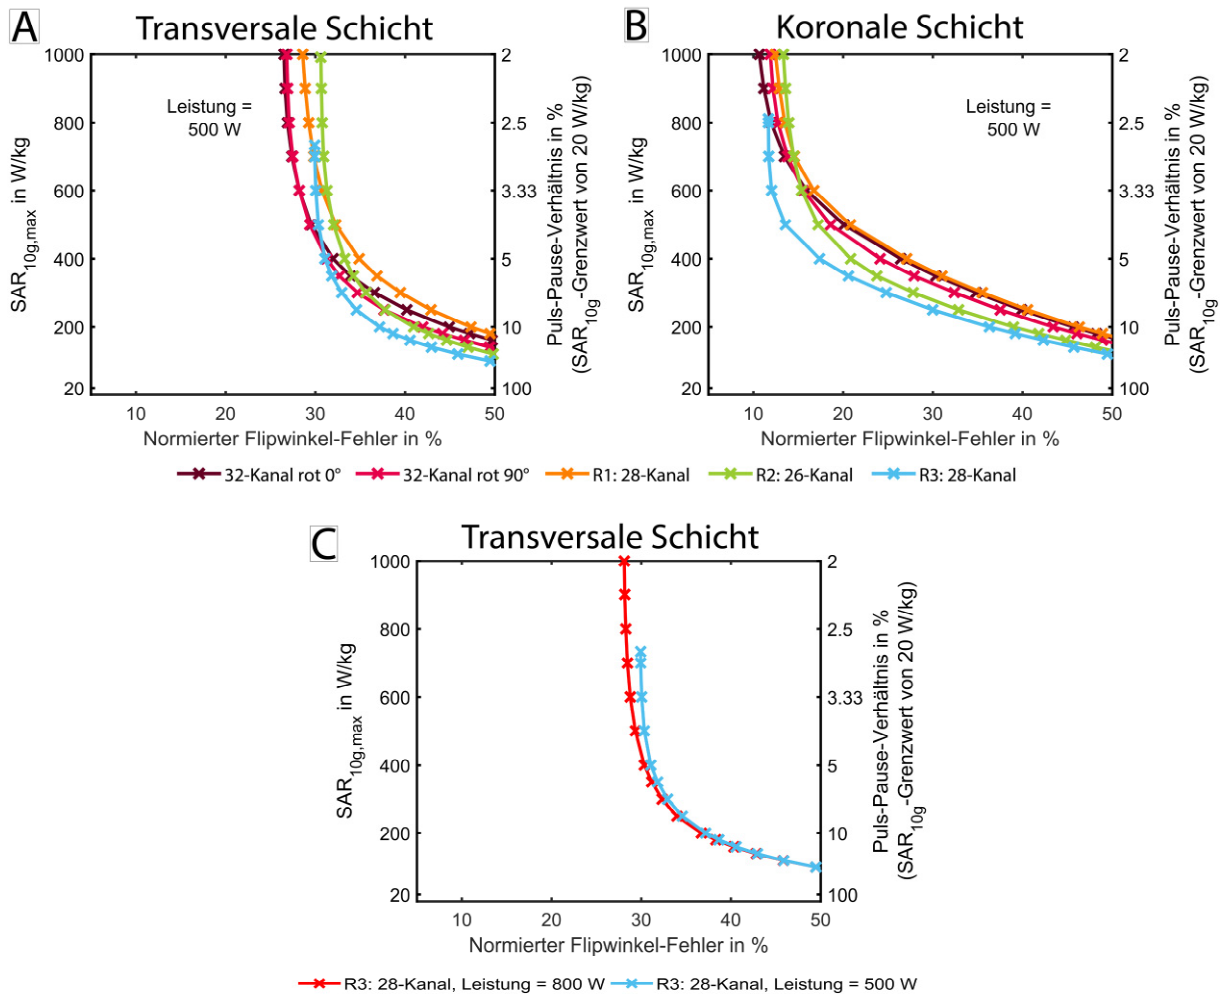 A
Transversale Schicht
1000
800
600
400
200
20
SAR10g,max in W/kg
Leistung =
500 W
2
2.5
3.33
5
10
100
Puls-Pause-Verhältnis in %
(SAR10g-Grenzwert von 20 W/kg)
10 20 30 40 50
Normierter Flipwinkel-Fehler in %
B
Koronale Schicht
1000
800
600
400
200
20
SAR10g,max in W/kg
Leistung =
500 W
2
2.5
3.33
5
10
100
Puls-Pause-Verhältnis in %
(SAR10g-Grenzwert von 20 W/kg)
10 20 30 40 50
Normierter Flipwinkel-Fehler in %
32-Kanal rot 0° 32-Kanal rot 90° R1: 28-Kanal R2: 26-Kanal R3: 28-Kanal
C
Transversale Schicht
1000
800
600
400
200
20
SAR10g,max in W/kg
2
2.5
3.33
5
10
100
Puls-Pause-Verhältnis in %
(SAR10g-Grenzwert von 20 W/kg)
10 20 30 40 50
Normierter Flipwinkel-Fehler in %
R3: 28-Kanal, Leistung = 800 W R3: 28-Kanal, Leistung = 500 W